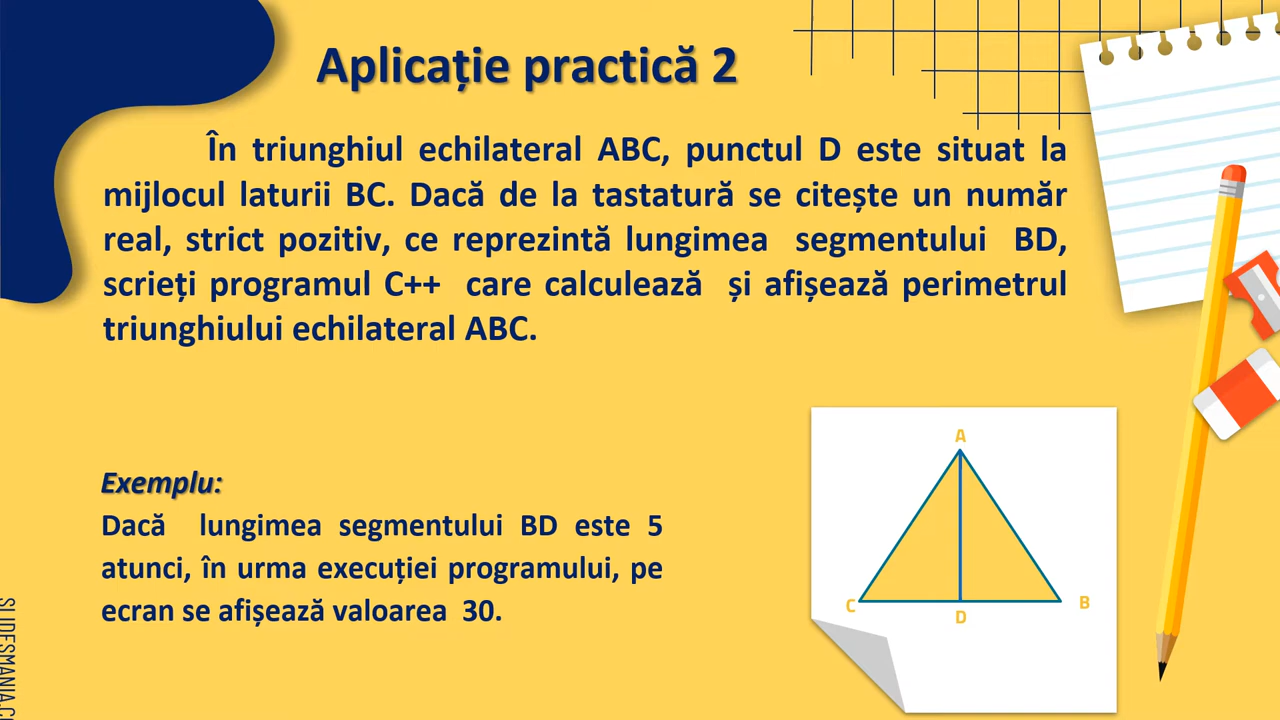 Aplicație practică 2
În triunghiul echilateral ABC, punctul D este situat la
mijlocul laturii BC. Dacă de la tastatură se citește un număr
real, strict pozitiv, ce reprezintă lungimea segmentului BD,
scrieți programul C++ care calculează și afișează perimetrul
triunghiului echilateral ABC.
Exemplu:
Dacă lungimea segmentului BD este 5
atunci, în urma execuției programului, pe
ecran se afișează valoarea 30.
A
C
D
B